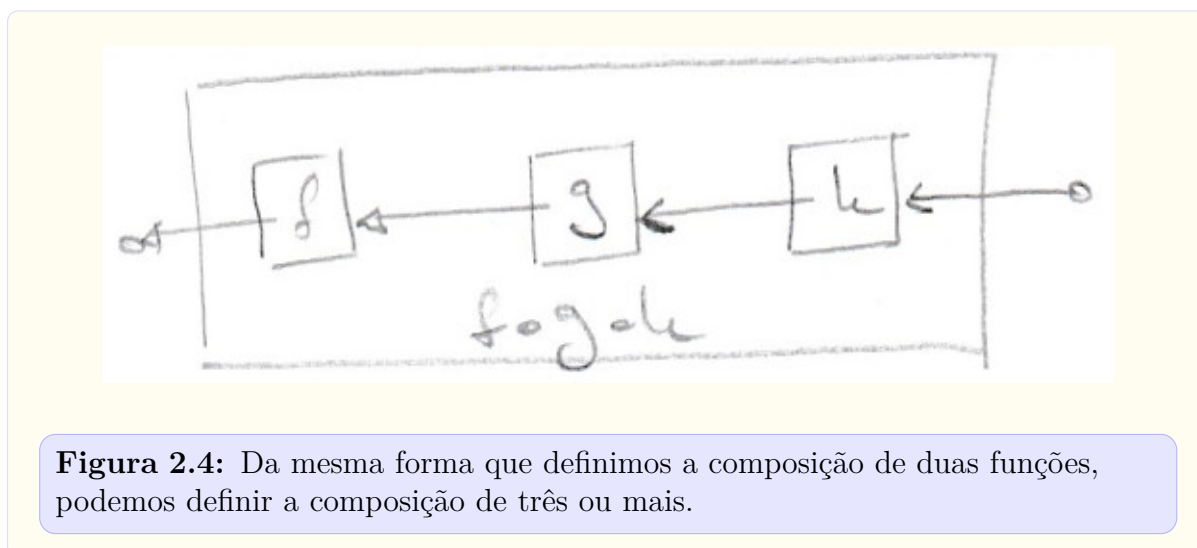 f
g
h
f∘g∘h
Figura 2.4: Da mesma forma que definimos a composição de duas funções,
podemos definir a composição de três ou mais.